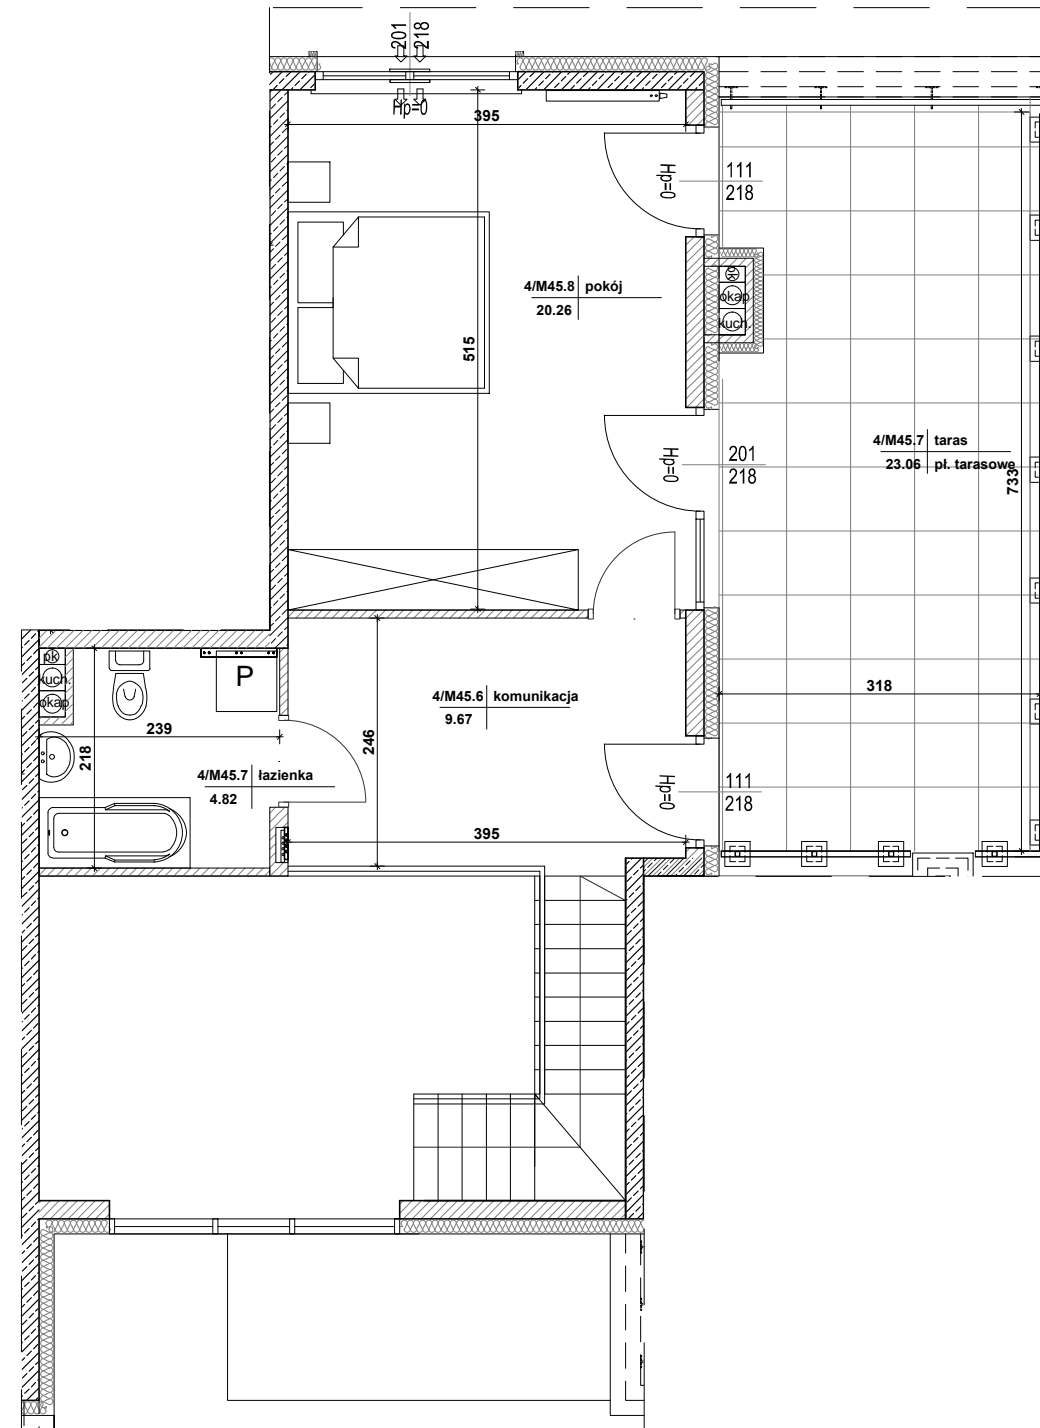 201
218
Hp=0
395
Hp=0
111
218
4/M45.8 pokój
20.26
ok
okap
kuch.
515
Hp=0
201
218
4/M45.7 taras
23.06 pł. tarasowe
733
pk
kuch.
okap
P
239
218
4/M45.7 łazienka
4.82
4/M45.6 komunikacja
9.67
246
395
318
Hp=0
111
218